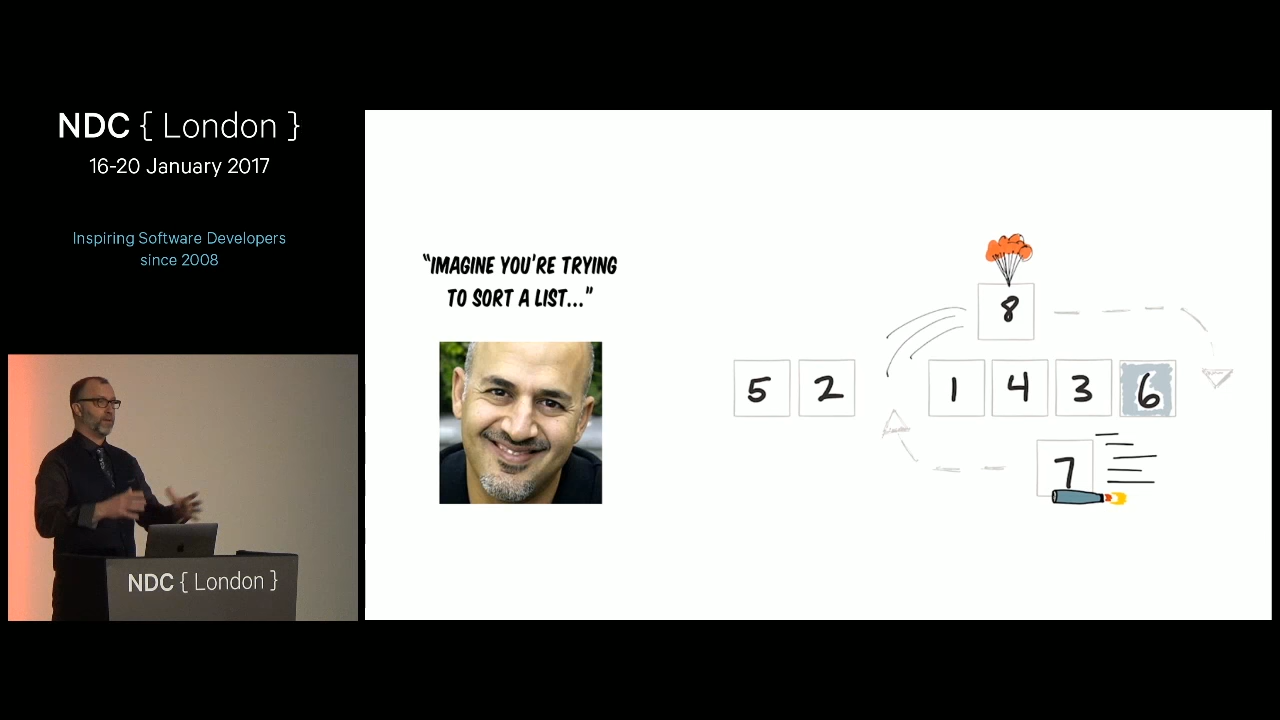 NDC { London }
16-20 January 2017
Inspiring Software Developers
since 2008
"IMAGINE YOU'RE TRYING
TO SORT A LIST..."
8
5 2 1 4 3 6
7
NDC { London }